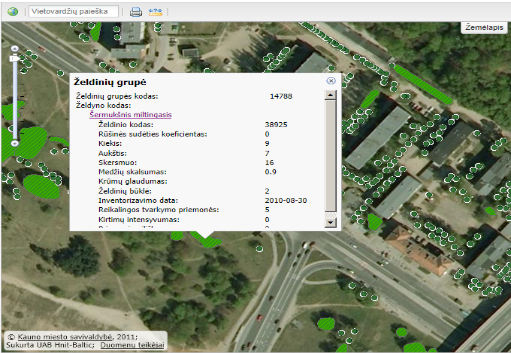 Vietovardžių paieška
Žemėlapis
Želdinių grupė
Želdinių grupės kodas: 14788
Želdyno kodas:
Šermukšnis miltingasis
Želdinio kodas: 38925
Rūšinės sudėties koeficientas: 0
Kiekis: 9
Aukštis: 7
Skersmuo: 16
Medžių skalsumas: 0.9
Krūmų glaudumas:
Želdinių būklė: 2
Inventorizavimo data: 2010-08-30
Reikalingos tvarkymo priemonės: 5
Kirtimų intensyvumas: 0
© Kauno miesto savivaldybė, 2011;
Sukurta UAB Hnit-Baltic; Duomenų teikėsai